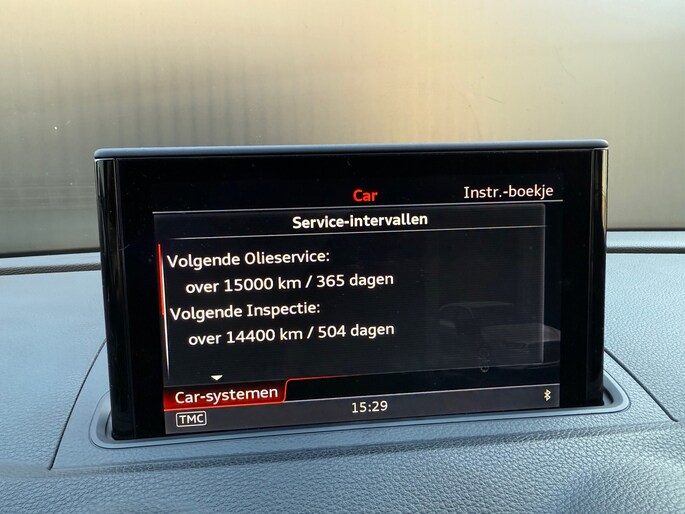 Car
Instr.-boekje
Service-intervallen
Volgende Olieservice:
over 15000 km / 365 dagen
Volgende Inspectie:
over 14400 km / 504 dagen
Car-systemen
TMC
15:29